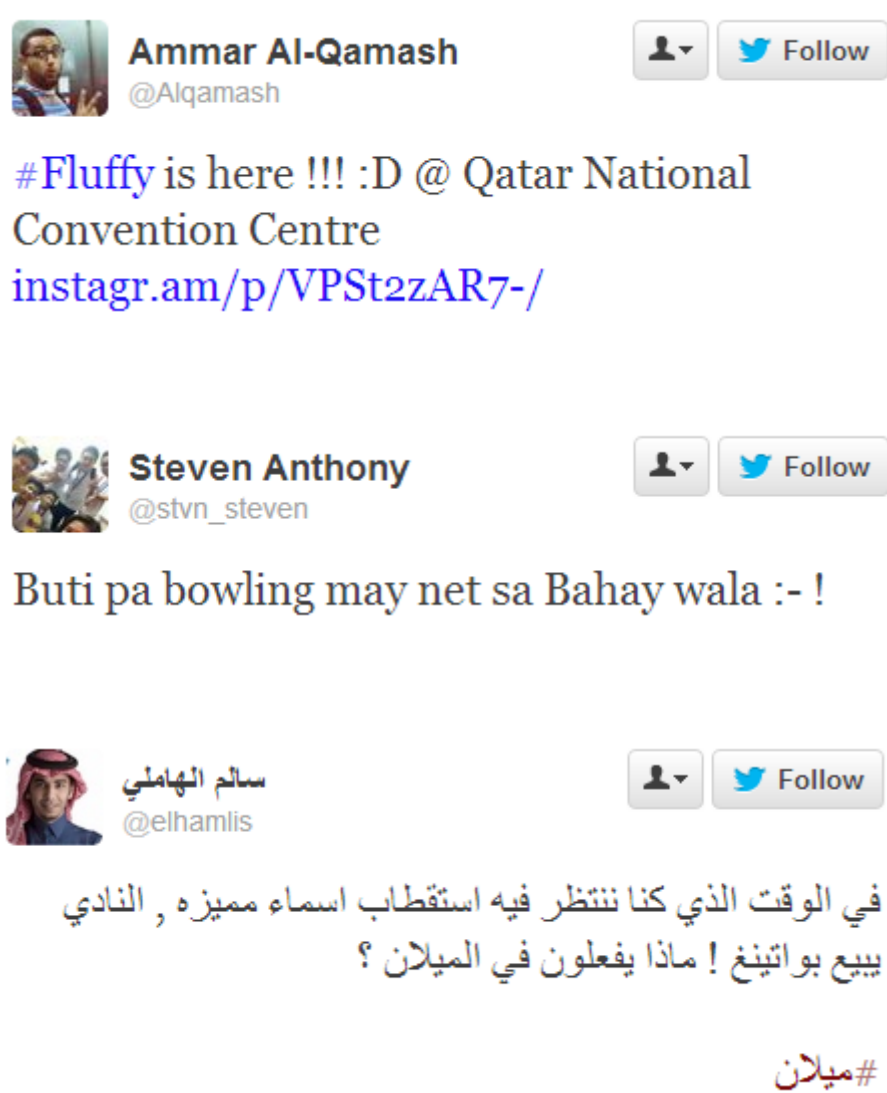 Ammar Al-Qamash
@Alqamash
Follow
#Fluffy is here !!! :D @ Qatar National
Convention Centre
instagr.am/p/VPSt2zAR7-/
Steven Anthony
@stvn_steven
Follow
Buti pa bowling may net sa Bahay wala :- !
سالم الهاملي
@elhamlis
Follow
في الوقت الذي كنا ننتظر فيه استقطاب اسماء مميزه , النادي
يبيع بواتينغ ! ماذا يفعلون في الميلان ؟
#ميلان